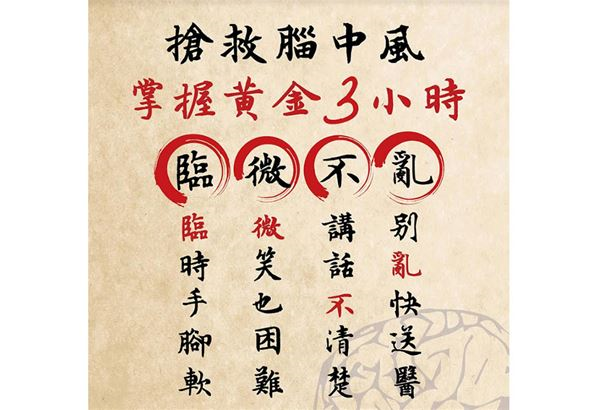 搶救腦中風
掌握黃金3小時
臨微不亂
臨時手腳軟
微笑也困難
講話不清楚
別亂快送醫